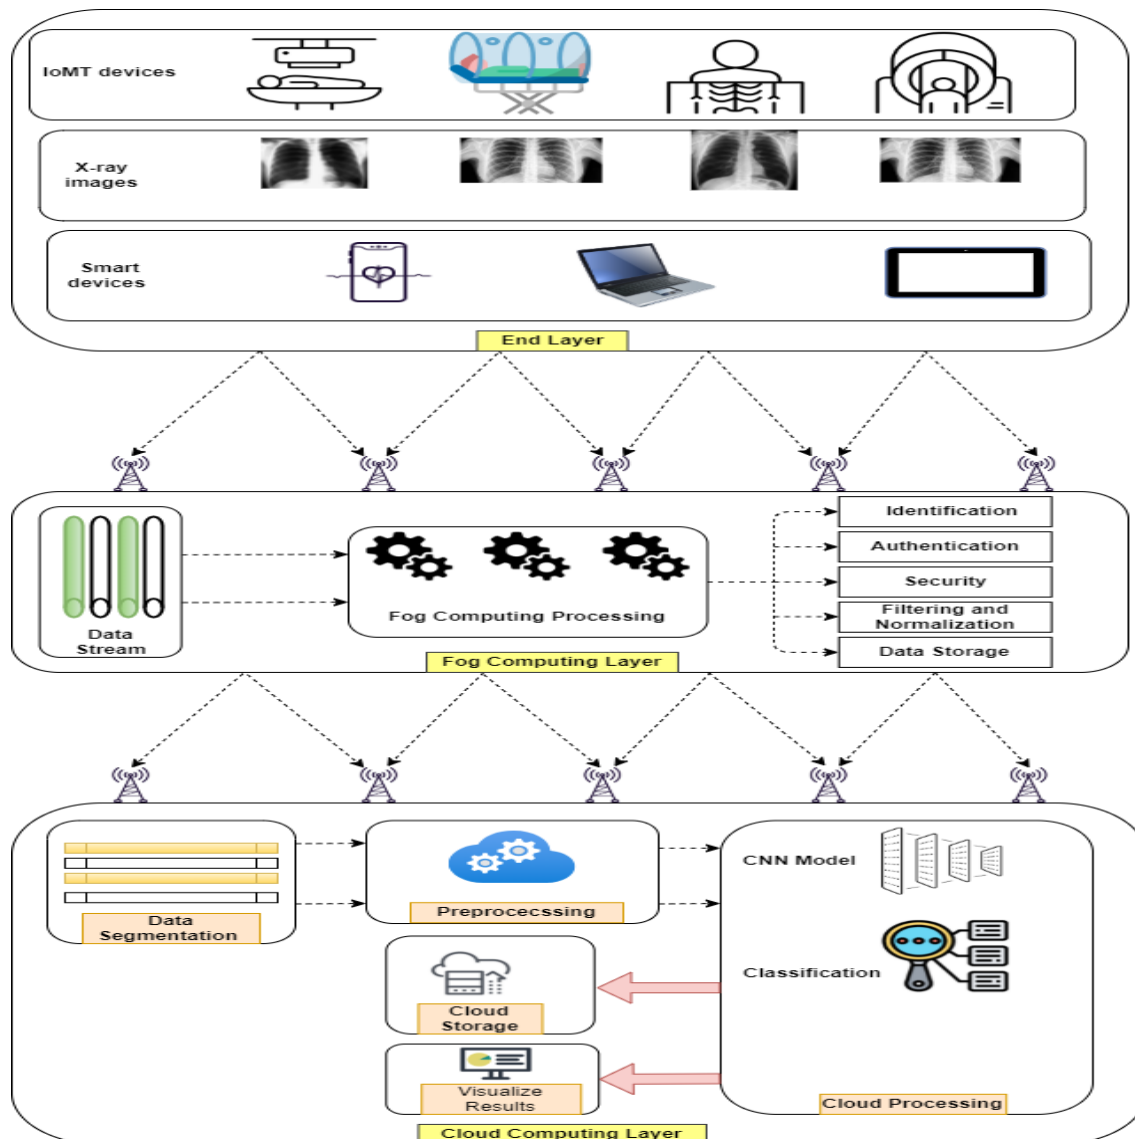 IoMT devices
X-ray
images
Smart
devices
End Layer
Data
Stream
Fog Computing Processing
Identification
Authentication
Security
Filtering and
Normalization
Data Storage
Fog Computing Layer
Data
Segmentation
Preprocecssing
CNN Model
Classification
Cloud
Storage
Visualize
Results
Cloud Processing
Cloud Computing Layer